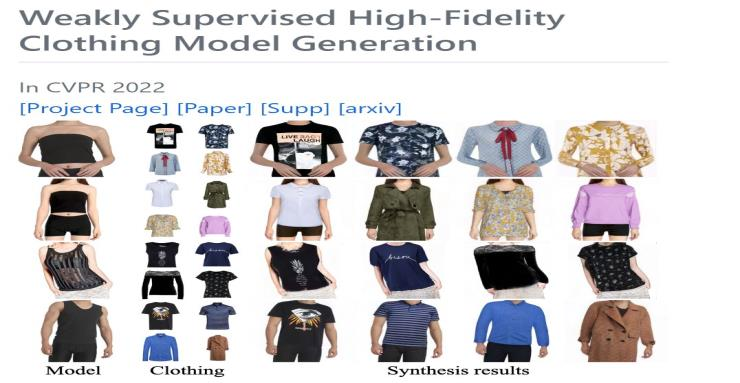 Weakly Supervised High-Fidelity
Clothing Model Generation
In CVPR 2022
[Project Page] [Paper] [Supp] [arxiv]
LAUGH
Model Clothing Synthesis results